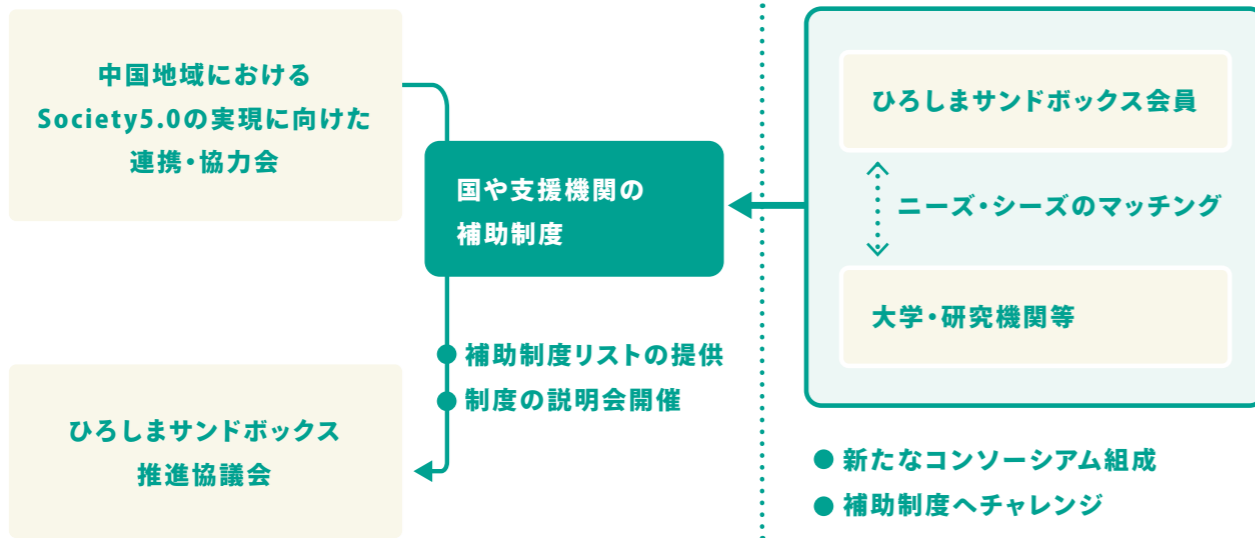 中国地域における
Society5.0の実現に向けた
連携・協力会
国や支援機関の
補助制度
● 補助制度リストの提供
● 制度の説明会開催
ひろしまサンドボックス
推進協議会
ひろしまサンドボックス会員
ニーズ・シーズのマッチング
大学・研究機関等
● 新たなコンソーシアム組成
● 補助制度へチャレンジ